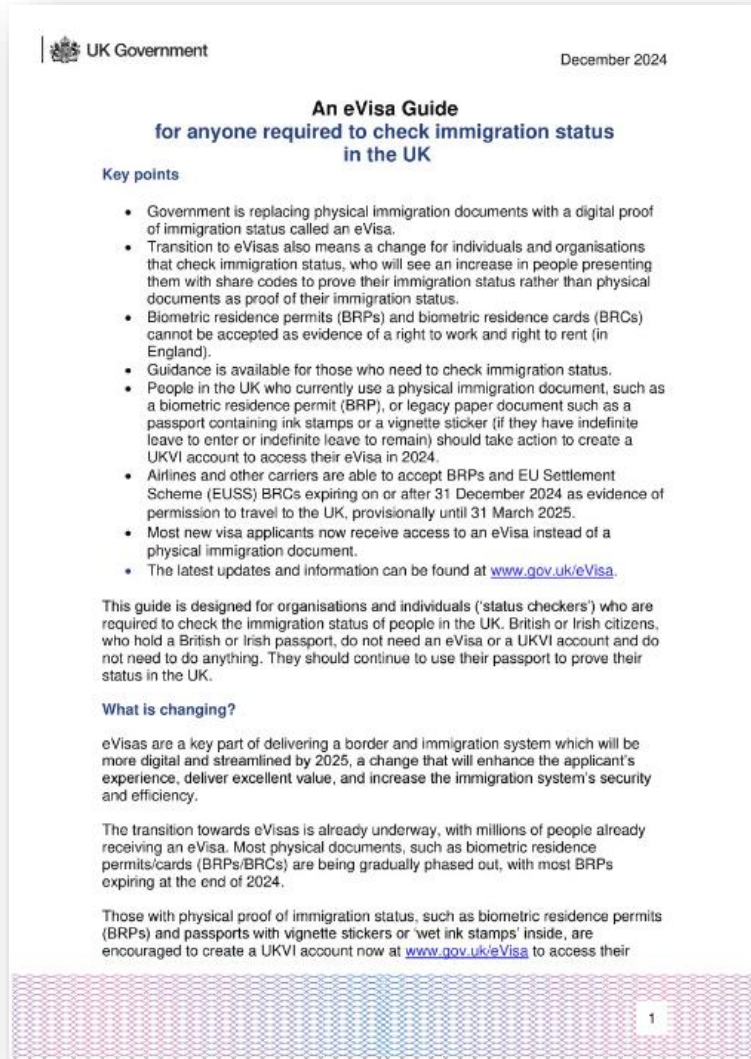 UK Government
December 2024
An eVisa Guide
for anyone required to check immigration status
in the UK
Key points
• Government is replacing physical immigration documents with a digital proof
of immigration status called an eVisa.
• Transition to eVisas also means a change for individuals and organisations
that check immigration status, who will see an increase in people presenting
them with share codes to prove their immigration status rather than physical
documents as proof of their immigration status.
• Biometric residence permits (BRPs) and biometric residence cards (BRCs)
cannot be accepted as evidence of a right to work and right to rent (in
England).
• Guidance is available for those who need to check immigration status.
• People in the UK who currently use a physical immigration document, such as
a biometric residence permit (BRP), or legacy paper document such as a
passport containing ink stamps or a vignette sticker (if they have indefinite
leave to enter or indefinite leave to remain) should take action to create a
UKVI account to access their eVisa in 2024.
• Airlines and other carriers are able to accept BRPs and EU Settlement
Scheme (EUSS) BRCs expiring on or after 31 December 2024 as evidence of
permission to travel to the UK, provisionally until 31 March 2025.
• Most new visa applicants now receive access to an eVisa instead of a
physical immigration document.
• The latest updates and information can be found at www.gov.uk/eVisa.
This guide is designed for organisations and individuals (‘status checkers’) who are
required to check the immigration status of people in the UK. British or Irish citizens,
who hold a British or Irish passport, do not need an eVisa or a UKVI account and do
not need to do anything. They should continue to use their passport to prove their
status in the UK.
What is changing?
eVisas are a key part of delivering a border and immigration system which will be
more digital and streamlined by 2025, a change that will enhance the applicant's
experience, deliver excellent value, and increase the immigration system's security
and efficiency.
The transition towards eVisas is already underway, with millions of people already
receiving an eVisa. Most physical documents, such as biometric residence
permits/cards (BRPs/BRCs) are being gradually phased out, with most BRPs
expiring at the end of 2024.
Those with physical proof of immigration status, such as biometric residence permits
(BRPs) and passports with vignette stickers or ‘wet ink stamps’ inside, are
encouraged to create a UKVI account now at www.gov.uk/eVisa to access their
1